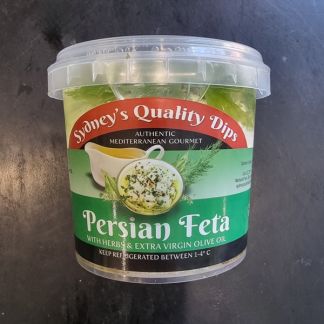 Sydney's Quality Dips
AUTHENTIC
MEDITERRANEAN GOURMET
Persian Feta
WITH HERBS & EXTRA VIRGIN OLIVE OIL
KEEP REFRIGERATED BETWEEN 1-4° C